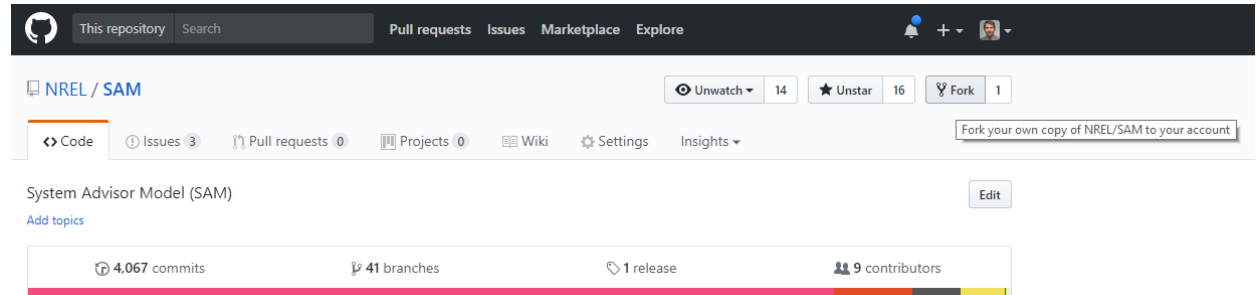 This repository Search Pull requests Issues Marketplace Explore
NREL / SAM Unwatch 14 Unstar 16 Fork 1
Fork your own copy of NREL/SAM to your account
Code Issues 3 Pull requests 0 Projects 0 Wiki Settings Insights
System Advisor Model (SAM) Edit
Add topics
4,067 commits 41 branches 1 release 9 contributors